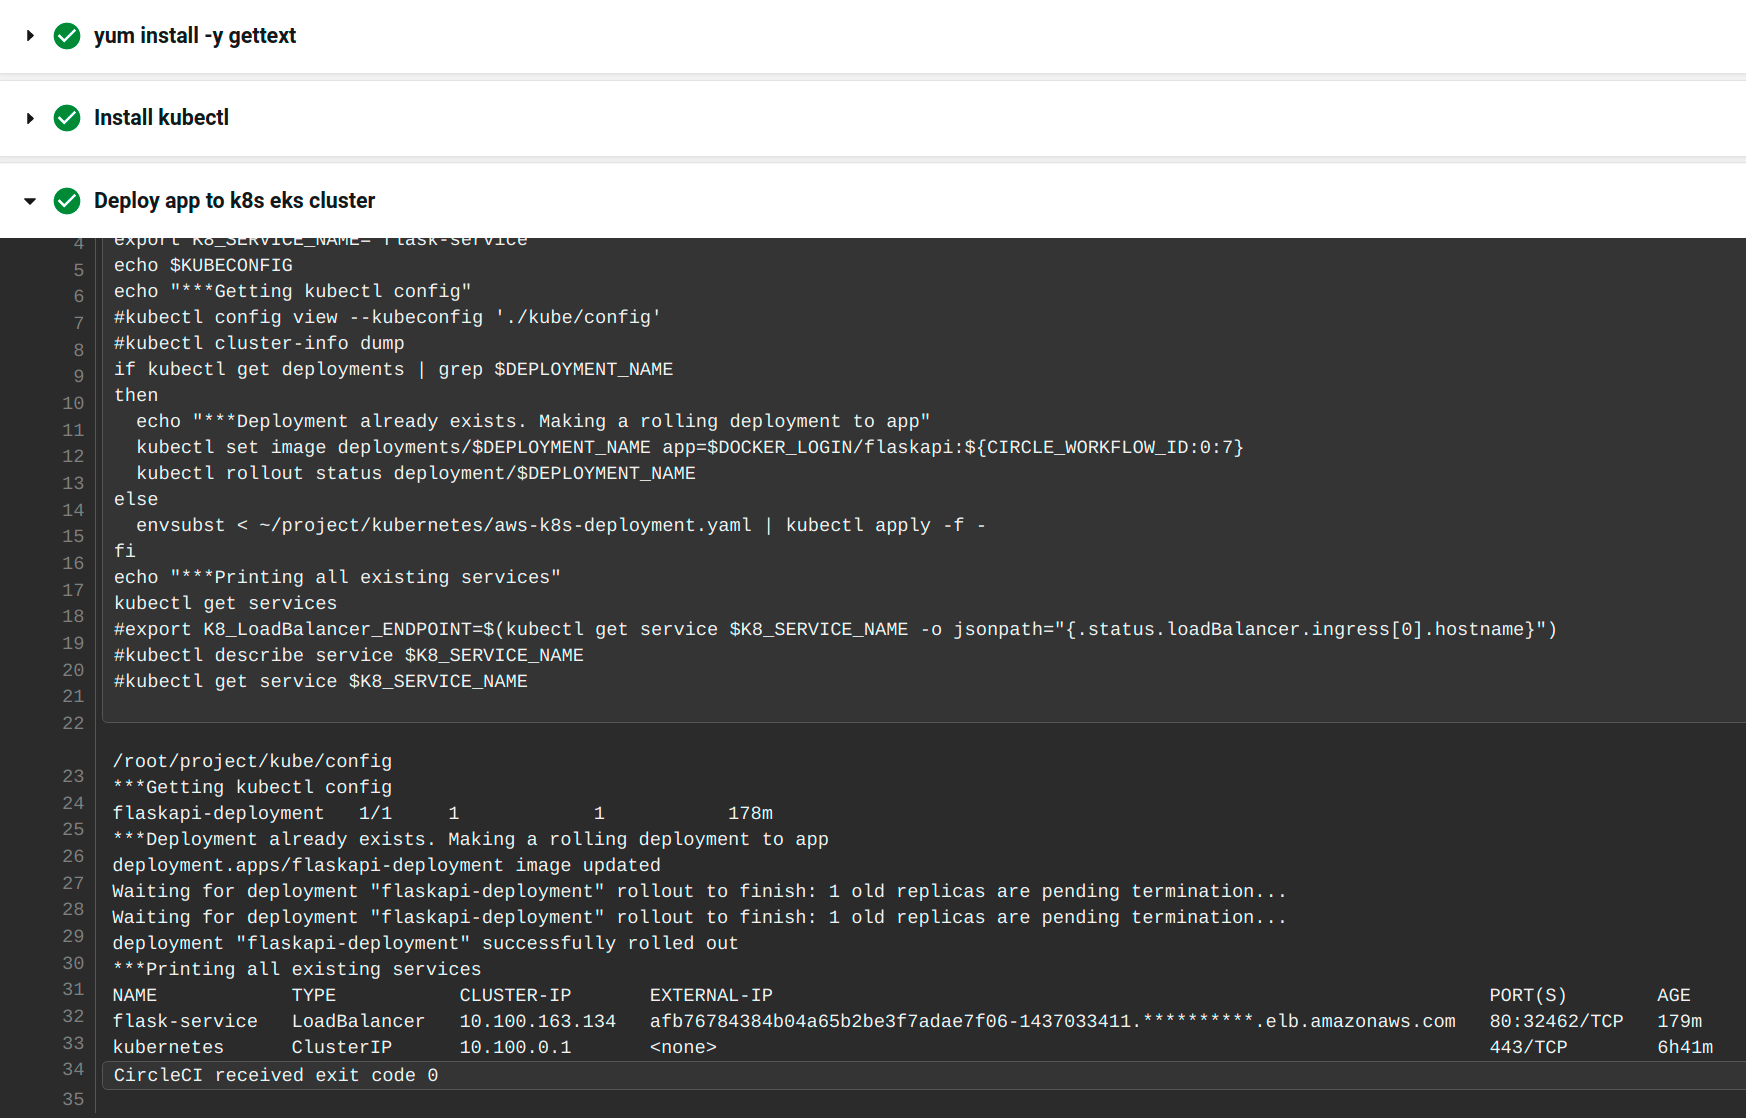 yum install -y gettext
Install kubectl
Deploy app to k8s eks cluster
4 export K8_SERVICE_NAME="flask-service"
5 echo $KUBECONFIG
6 echo "***Getting kubectl config"
7 #kubectl config view --kubeconfig './kube/config'
8 #kubectl cluster-info dump
9 if kubectl get deployments | grep $DEPLOYMENT_NAME
10 then
11 echo "***Deployment already exists. Making a rolling deployment to app"
12 kubectl set image deployments/$DEPLOYMENT_NAME app=$DOCKER_LOGIN/flaskapi:${CIRCLE_WORKFLOW_ID:0:7}
13 kubectl rollout status deployment/$DEPLOYMENT_NAME
14 else
15 envsubst < ~/project/kubernetes/aws-k8s-deployment.yaml | kubectl apply -f -
16 fi
17 echo "***Printing all existing services"
18 kubectl get services
19 #export K8_LoadBalancer_ENDPOINT=$(kubectl get service $K8_SERVICE_NAME -o jsonpath="{.status.loadBalancer.ingress[0].hostname}")
20 #kubectl describe service $K8_SERVICE_NAME
21 #kubectl get service $K8_SERVICE_NAME
22
23 /root/project/kube/config
24 ***Getting kubectl config
25 flaskapi-deployment 1/1 1 1 178m
26 ***Deployment already exists. Making a rolling deployment to app
27 deployment.apps/flaskapi-deployment image updated
28 Waiting for deployment "flaskapi-deployment" rollout to finish: 1 old replicas are pending termination...
29 Waiting for deployment "flaskapi-deployment" rollout to finish: 1 old replicas are pending termination...
30 deployment "flaskapi-deployment" successfully rolled out
31 ***Printing all existing services
32 NAME TYPE CLUSTER-IP EXTERNAL-IP PORT(S) AGE
33 flask-service LoadBalancer 10.100.163.134 afb76784384b04a65b2be3f7adae7f06-1437033411.**********.elb.amazonaws.com 80:32462/TCP 179m
34 kubernetes ClusterIP 10.100.0.1 <none> 443/TCP 6h41m
35 CircleCI received exit code 0